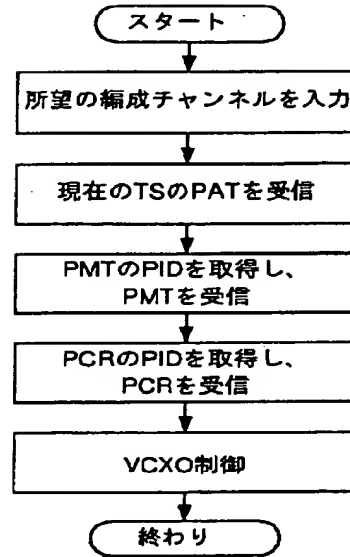 スタート
所望の編成チャンネルを入力
現在のTSのPATを受信
PMTのPIDを取得し、
PMTを受信
PCRのPIDを取得し、
PCRを受信
VCXO制御
終わり